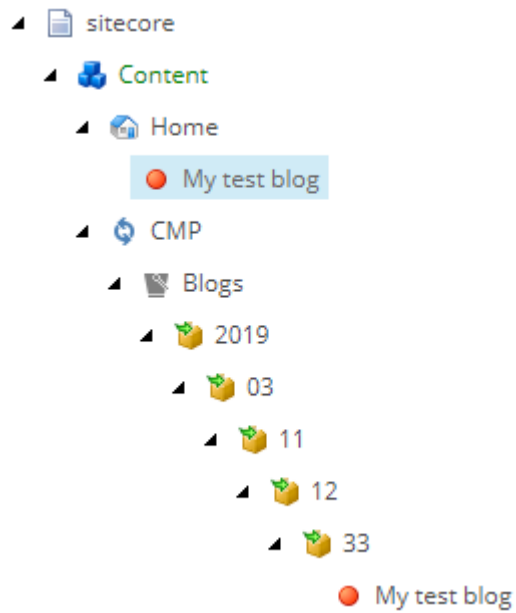 sitecore
Content
Home
My test blog
CMP
Blogs
2019
03
11
12
33
My test blog